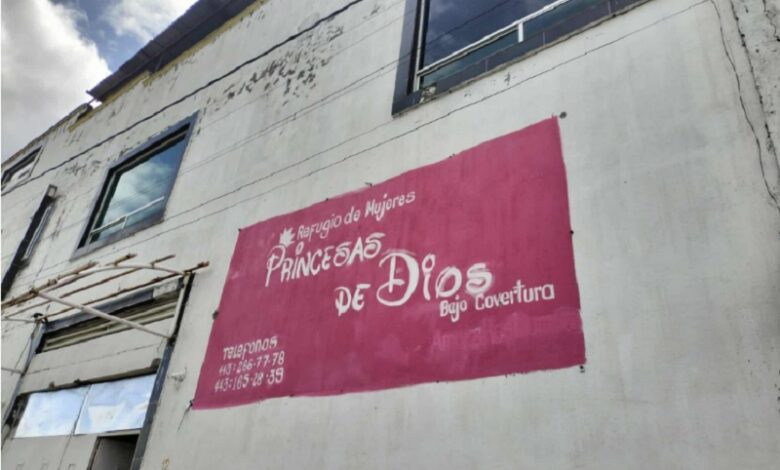 Refugio de Mujeres
PRINCESAS
DE Dios
Bajo Covertura
Telefonos
443·286-77-78
443·165-28·39